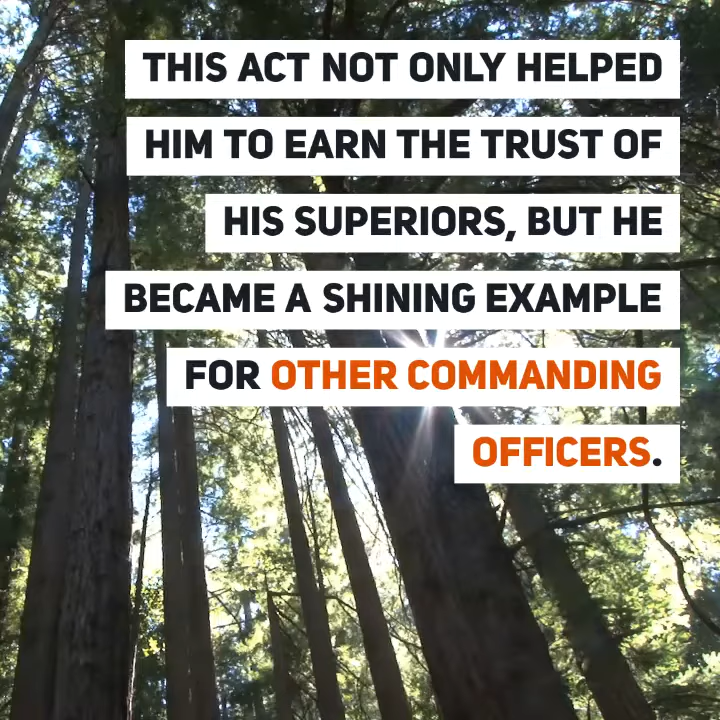 THIS ACT NOT ONLY HELPED
HIM TO EARN THE TRUST OF
HIS SUPERIORS, BUT HE
BECAME A SHINING EXAMPLE
FOR OTHER COMMANDING
OFFICERS.